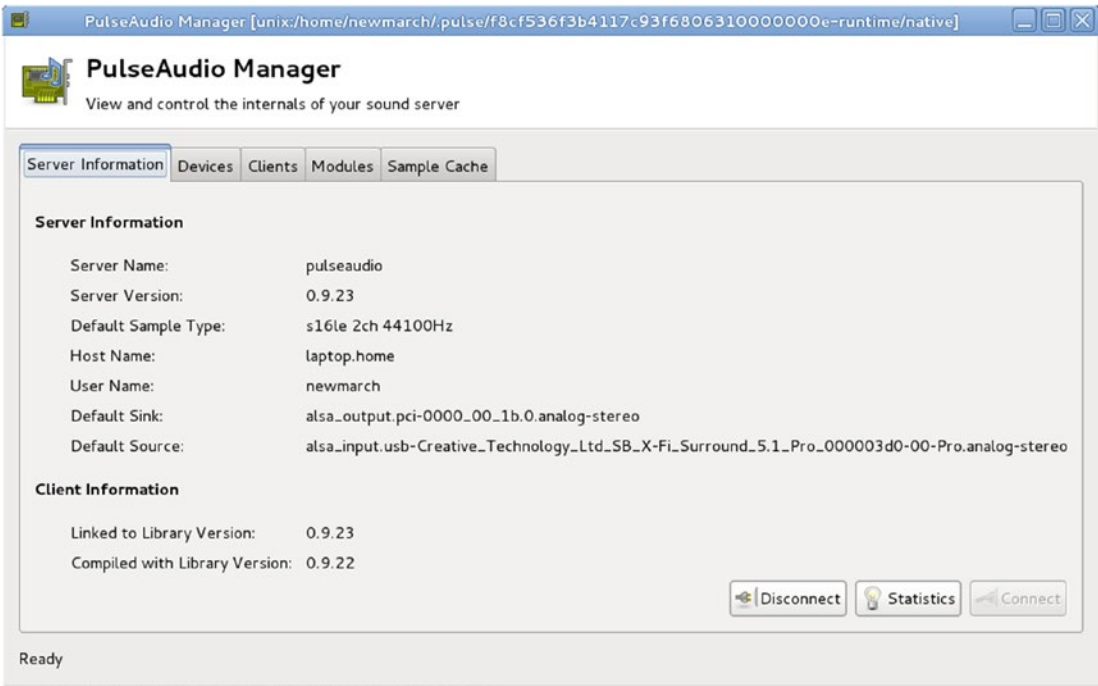 PulseAudio Manager [unix:/home/newmarch/.pulse/f8cf536f3b4117c93f6806310000000e-runtime/native]
PulseAudio Manager
View and control the internals of your sound server
Server Information Devices Clients Modules Sample Cache
Server Information
Server Name: pulseaudio
Server Version: 0.9.23
Default Sample Type: s16le 2ch 44100Hz
Host Name: laptop.home
User Name: newmarch
Default Sink: alsa_output.pci-0000_00_1b.0.analog-stereo
Default Source: alsa_input.usb-Creative_Technology_Ltd_SB_X-Fi_Surround_5.1_Pro_000003d0-00-Pro.analog-stereo
Client Information
Linked to Library Version: 0.9.23
Compiled with Library Version: 0.9.22
Disconnect Statistics Connect
Ready